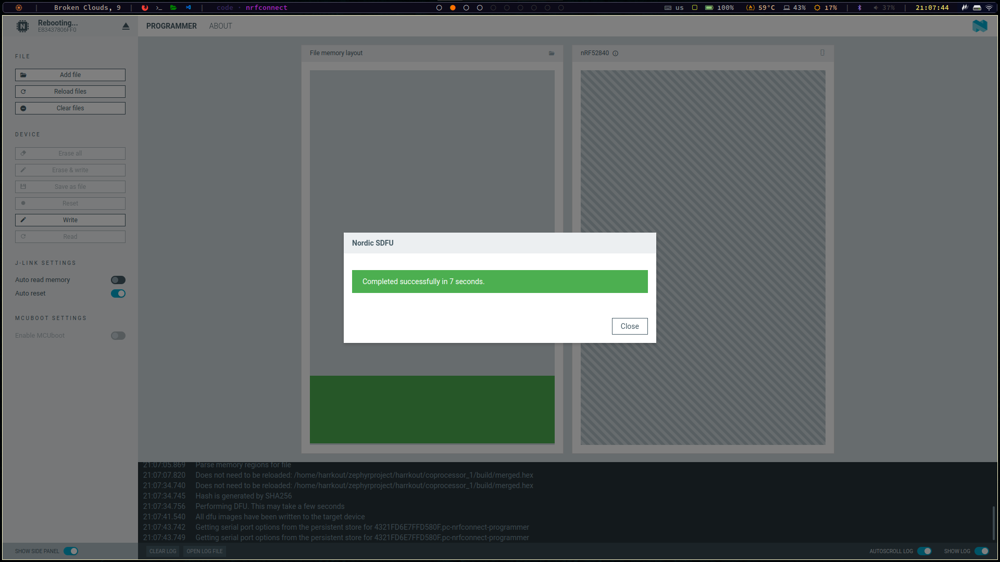 Broken Clouds, 9
code · nrfconnect
us
100%
59°C
43%
17%
37%
21:07:44
Rebooting...
E83437806FF0
PROGRAMMER
ABOUT
FILE
Add file
Reload files
Clear files
DEVICE
Erase all
Erase & write
Save as file
Reset
Write
Read
J-LINK SETTINGS
Auto read memory
Auto reset
MCUBOOT SETTINGS
Enable MCUboot
SHOW SIDE PANEL
File memory layout
nRF52840
Nordic SDFU
Completed successfully in 7 seconds.
Close
21:07:05.869 Parse memory regions for file
21:07:07.820 Does not need to be reloaded: /home/harrkout/zephyrproject/harrkout/coprocessor_1/build/merged.hex
21:07:34.740 Does not need to be reloaded: /home/harrkout/zephyrproject/harrkout/coprocessor_1/build/merged.hex
21:07:34.745 Hash is generated by SHA256
21:07:34.756 Performing DFU. This may take a few seconds
21:07:41.540 All dfu images have been written to the target device
21:07:43.742 Getting serial port options from the persistent store for 4321FD6E7FFD580F.pc-nrfconnect-programmer
21:07:43.749 Getting serial port options from the persistent store for 4321FD6E7FFD580F.pc-nrfconnect-programmer
CLEAR LOG
OPEN LOG FILE
AUTOSCROLL LOG
SHOW LOG